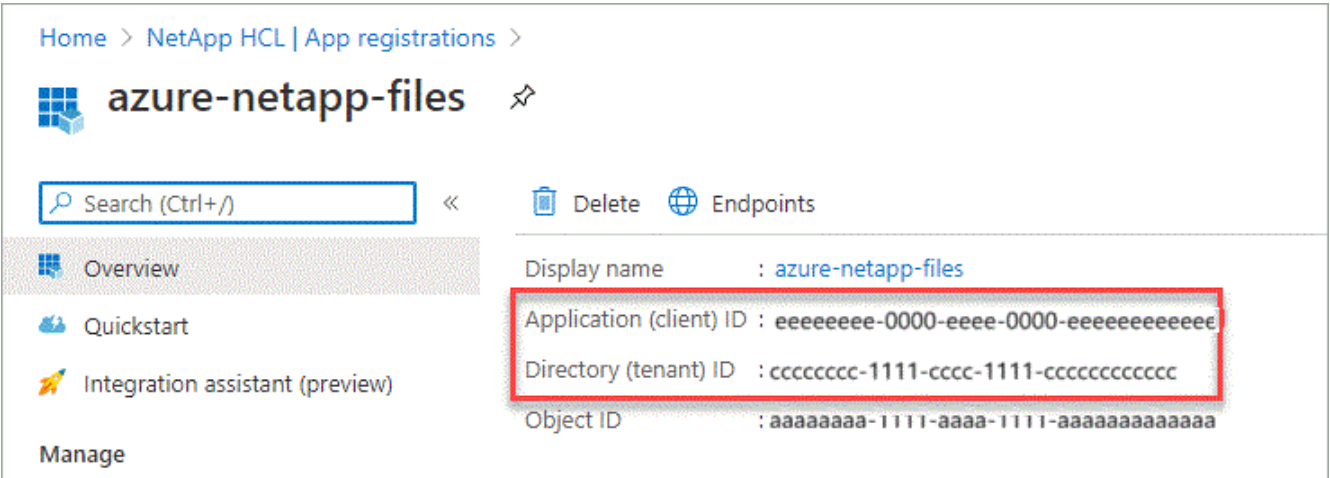 Home > NetApp HCL | App registrations >
azure-netapp-files
Search (Ctrl+/)
«
Delete
Endpoints
Overview
Quickstart
Integration assistant (preview)
Manage
Display name : azure-netapp-files
Application (client) ID : eeeeeeee-0000-eeee-0000-eeeeeeeeeeee
Directory (tenant) ID : cccccccc-1111-cccc-1111-cccccccccccc
Object ID : aaaaaaaa-1111-aaaa-1111-aaaaaaaaaaaaa